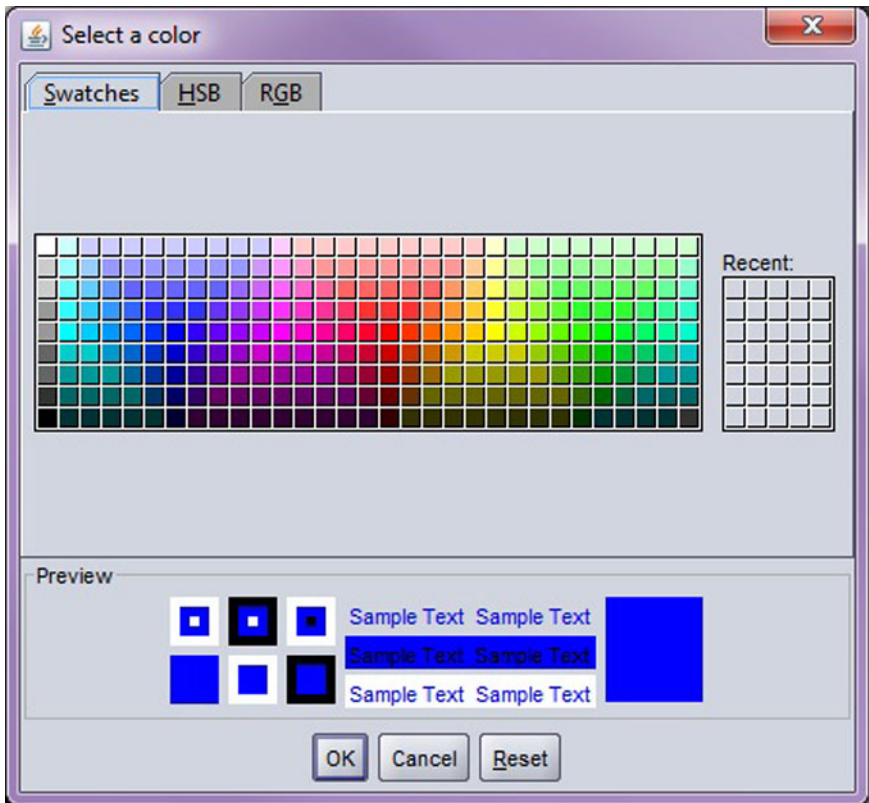 Select a color
Swatches HSB RGB
Recent:
Preview
Sample Text Sample Text
Sample Text Sample Text
Sample Text Sample Text
OK Cancel Reset